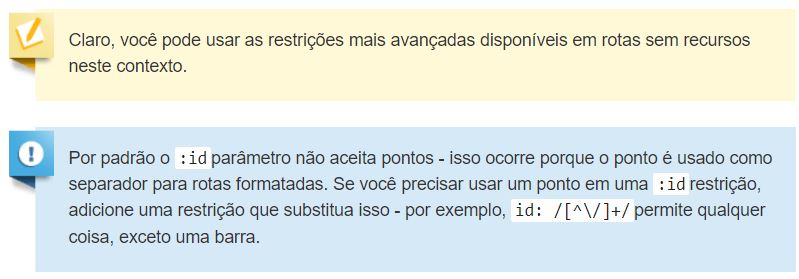 Claro, você pode usar as restrições mais avançadas disponíveis em rotas sem recursos
neste contexto.
Por padrão o :id parâmetro não aceita pontos - isso ocorre porque o ponto é usado como
separador para rotas formatadas. Se você precisar usar um ponto em uma :id restrição,
adicione uma restrição que substitua isso - por exemplo, id: /[^\/]+/ permite qualquer
coisa, exceto uma barra.